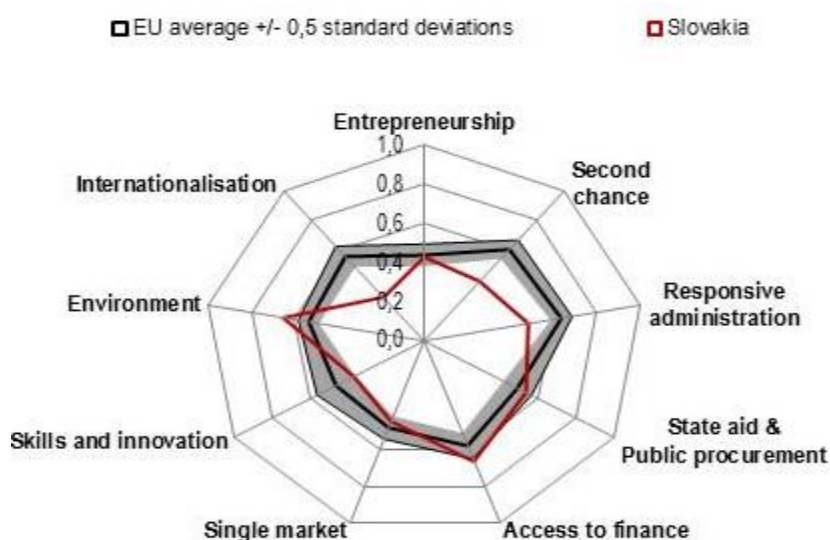 EU average +/- 0,5 standard deviations
Slovakia
Entrepreneurship
1,0
0,8
0,6
0,4
0,2
0,0
Second
chance
Responsive
administration
State aid &
Public procurement
Access to finance
Single market
Skills and innovation
Environment
Internationalisation